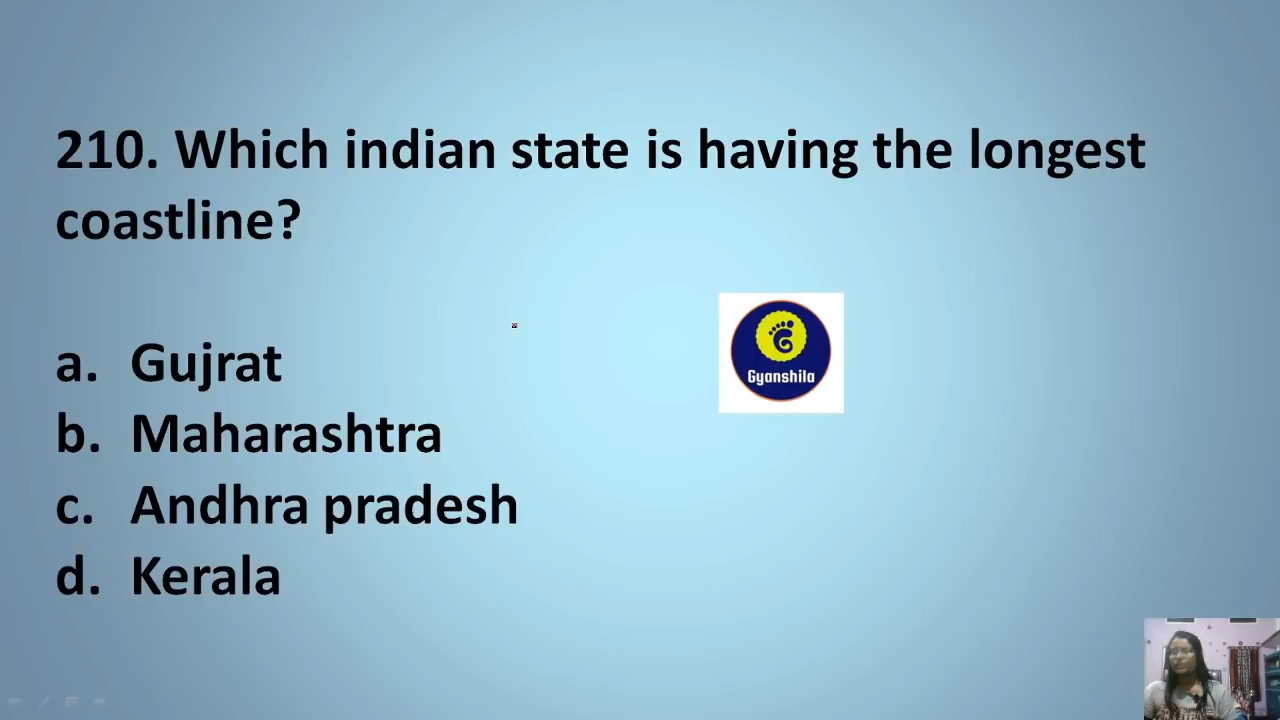 210. Which indian state is having the longest
coastline?
a. Gujrat
Gyanshila
b. Maharashtra
c. Andhra pradesh
d. Kerala